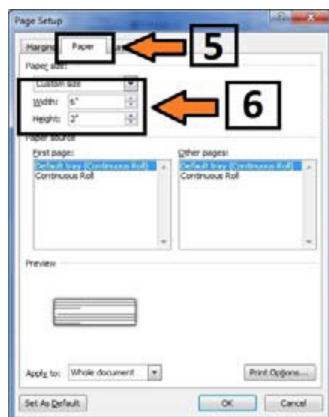 Page Setup
Margins Paper 5
Paper size:
Custom size
Width: 6"
Height: 2"
6
Paper source
First page: Other pages:
Default tray (Continuous Roll) Default tray (Continuous Roll)
Continuous Roll Continuous Roll
Preview
Apply to: Whole document Print Options...
Set As Default OK Cancel